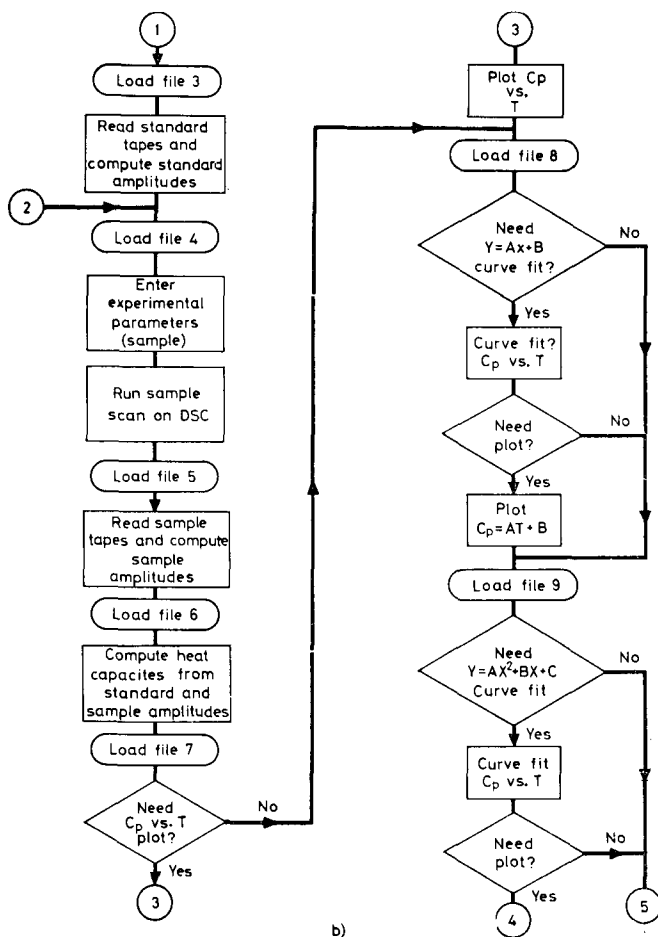 1
Load file 3
Read standard
tapes and
compute standard
amplitudes
2
Load file 4
Enter
experimental
parameters
(sample)
Run sample
scan on DSC
Load file 5
Read sample
tapes and compute
sample
amplitudes
Load file 6
Compute heat
capacites from
standard and
sample amplitudes
Load file 7
Need
Cp vs. T
plot?
No
Yes
3
3
Plot Cp
vs.
T
Load file 8
Need
Y=Ax+B
curve fit?
No
Yes
Curve fit?
Cp vs. T
Need
plot?
No
Yes
Plot
Cp=AT+B
Load file 9
Need
Y=AX²+BX+C
Curve fit
No
Yes
Curve fit
Cp vs. T
Need
plot?
No
Yes
4
5
b)